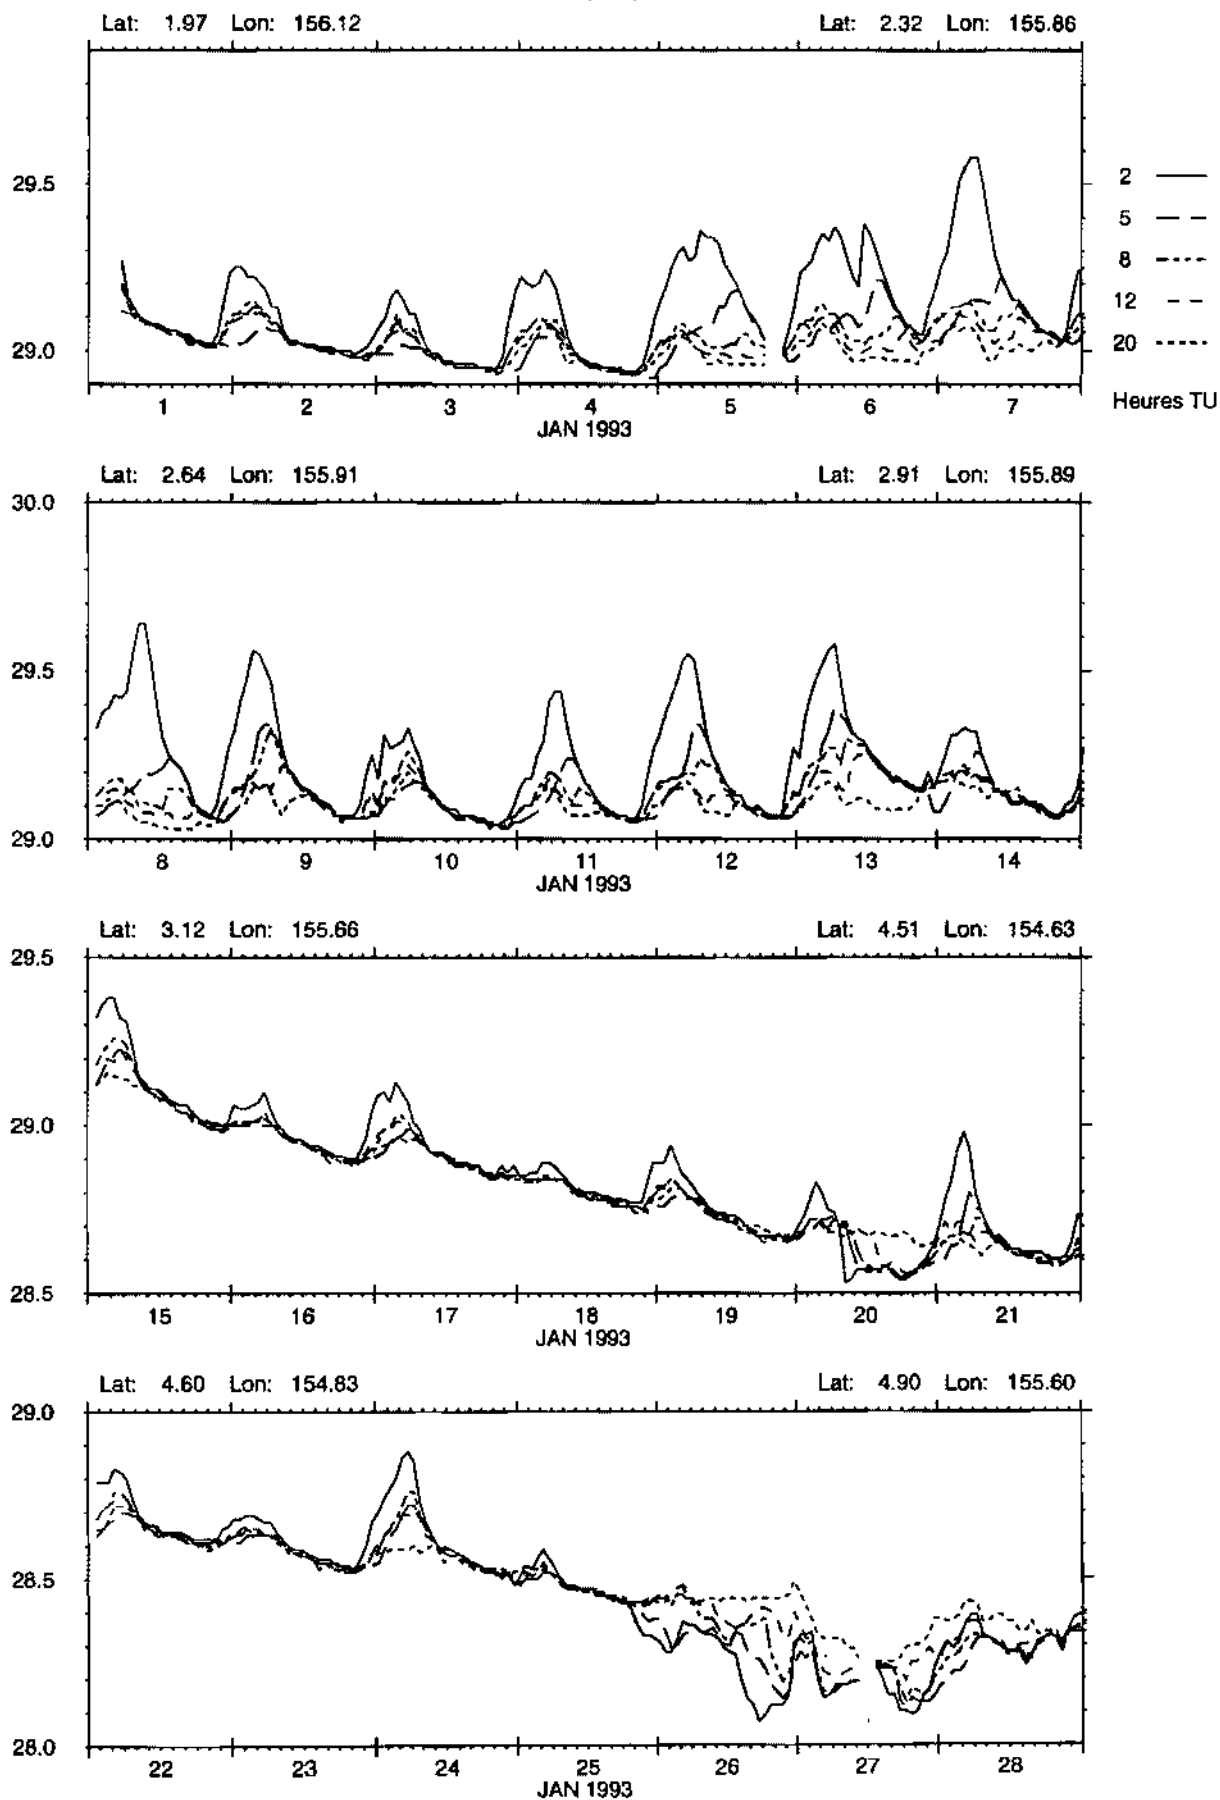 Lat: 1.97 Lon: 156.12 Lat: 2.32 Lon: 155.86
29.5
29.0
2
5
8
12
20
Heures TU
1 2 3 4 5 6 7
JAN 1993
Lat: 2.64 Lon: 155.91 Lat: 2.91 Lon: 155.89
30.0
29.5
29.0
8 9 10 11 12 13 14
JAN 1993
Lat: 3.12 Lon: 155.66 Lat: 4.51 Lon: 154.63
29.5
29.0
28.5
15 16 17 18 19 20 21
JAN 1993
Lat: 4.60 Lon: 154.83 Lat: 4.90 Lon: 155.60
29.0
28.5
28.0
22 23 24 25 26 27 28
JAN 1993